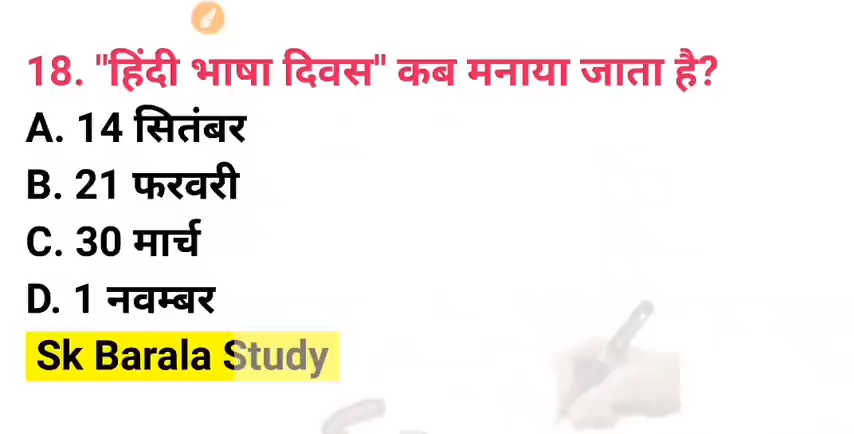 18. "हिंदी भाषा दिवस" कब मनाया जाता है?
A. 14 सितंबर
B. 21 फरवरी
C. 30 मार्च
D. 1 नवम्बर
Sk Barala Study